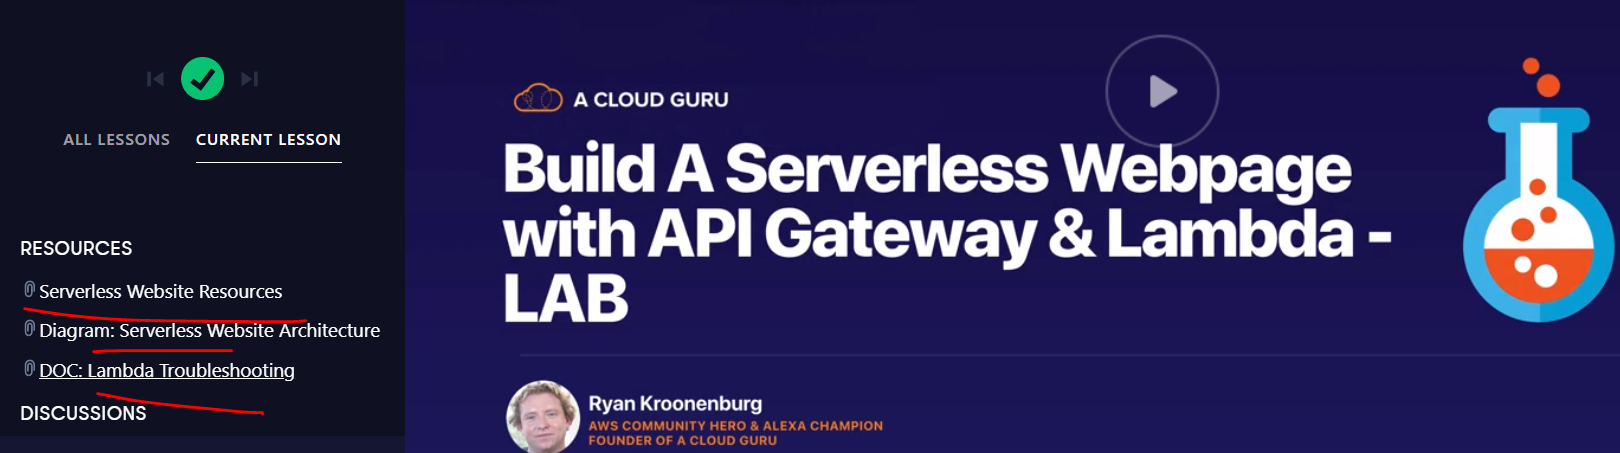 ALL LESSONS CURRENT LESSON
RESOURCES
Serverless Website Resources
Diagram: Serverless Website Architecture
DOC: Lambda Troubleshooting
DISCUSSIONS
A CLOUD GURU
Build A Serverless Webpage
with API Gateway & Lambda -
LAB
Ryan Kroonenburg
AWS COMMUNITY HERO & ALEXA CHAMPION
FOUNDER OF A CLOUD GURU